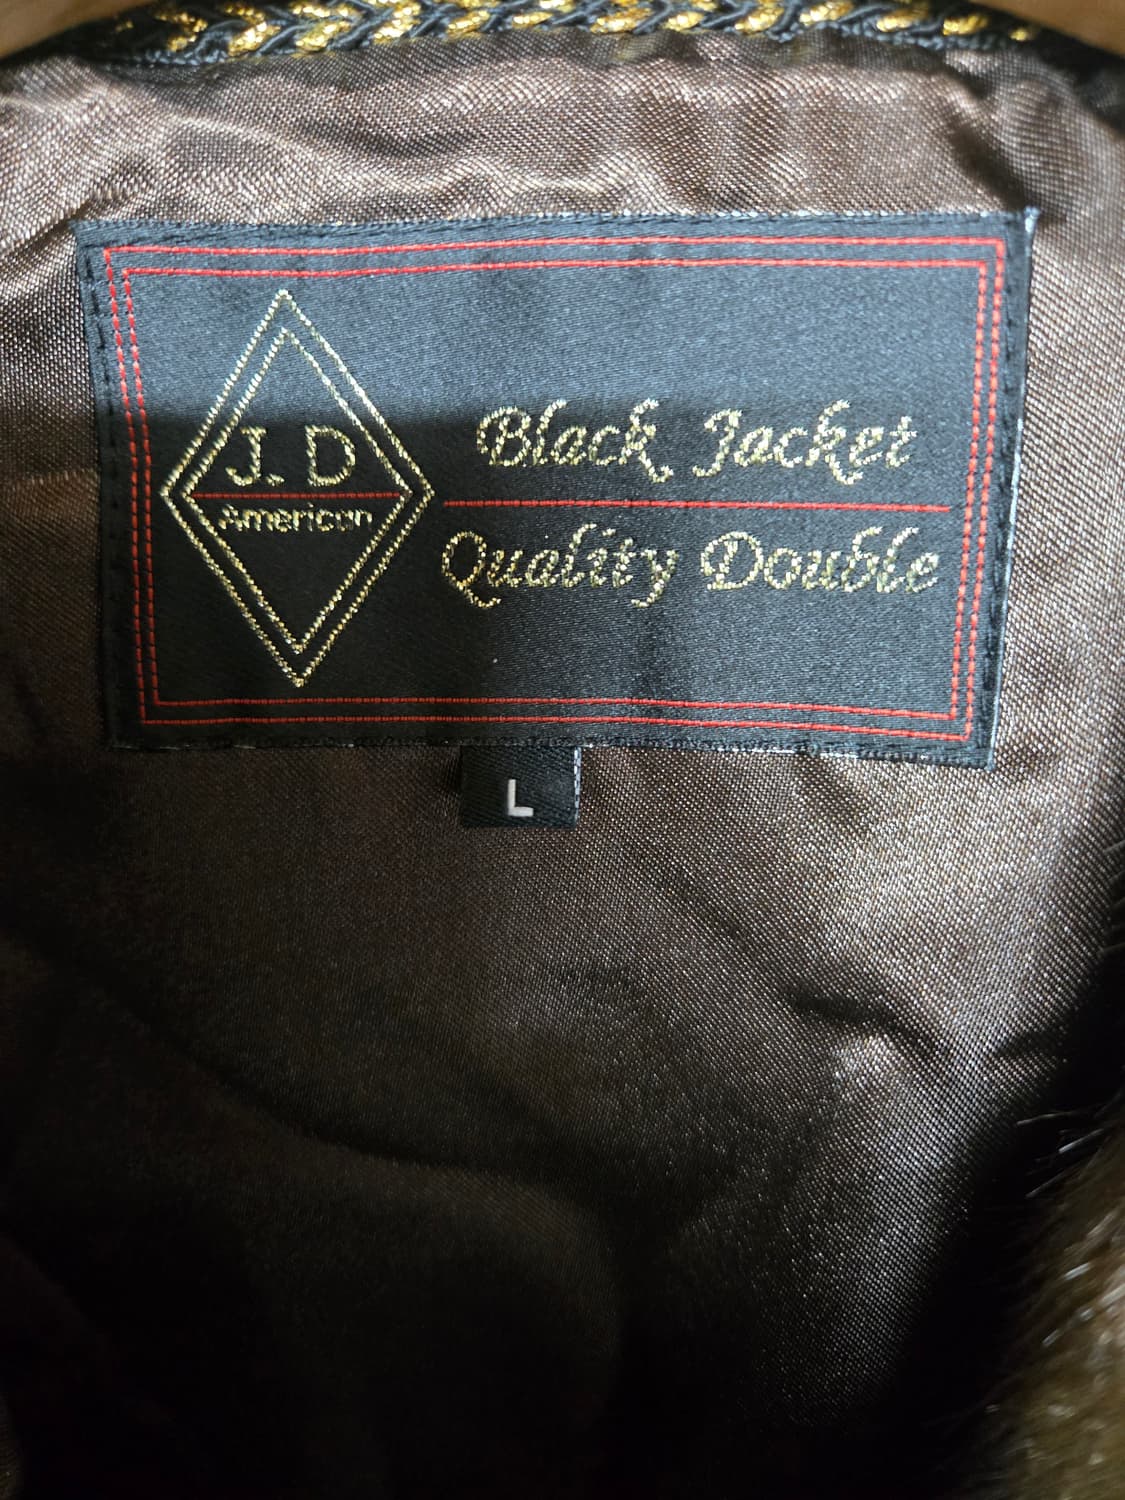 J. D
American
Black Jacket
Quality Double
L